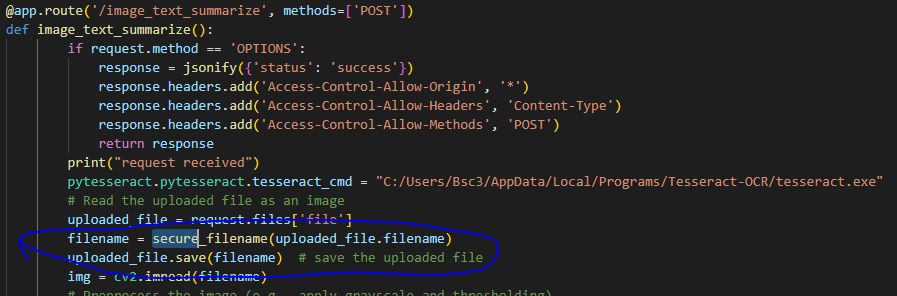 @app.route('/image_text_summarize', methods=['POST'])
def image_text_summarize():
if request.method == 'OPTIONS':
response = jsonify({'status': 'success'})
response.headers.add('Access-Control-Allow-Origin', '*')
response.headers.add('Access-Control-Allow-Headers', 'Content-Type')
response.headers.add('Access-Control-Allow-Methods', 'POST')
return response
print("request received")
pytesseract.pytesseract.tesseract_cmd = "C:/Users/Bsc3/AppData/Local/Programs/Tesseract-OCR/tesseract.exe"
# Read the uploaded file as an image
uploaded_file = request.files['file']
filename = secure_filename(uploaded_file.filename)
uploaded_file.save(filename)  # save the uploaded file
img = cv2.imread(filename)
# Preprocess the image (e.g., apply grayscale and thresholding)